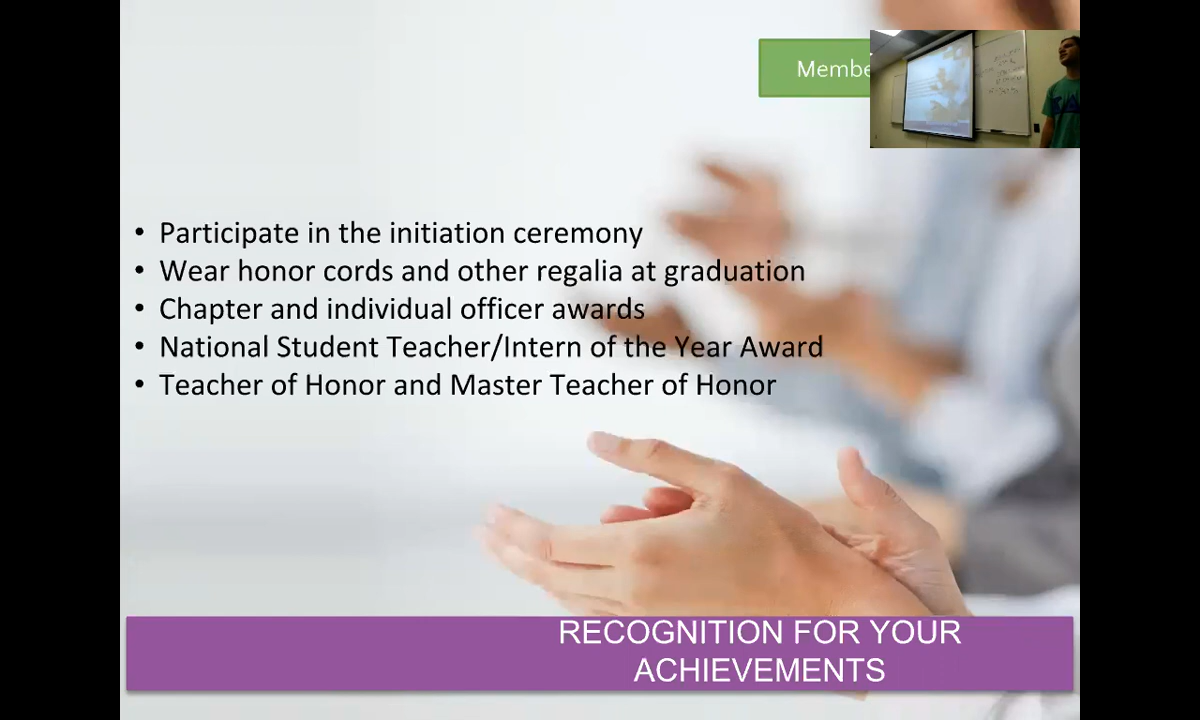 Membe
• Participate in the initiation ceremony
• Wear honor cords and other regalia at graduation
• Chapter and individual officer awards
• National Student Teacher/Intern of the Year Award
• Teacher of Honor and Master Teacher of Honor
RECOGNITION FOR YOUR
ACHIEVEMENTS